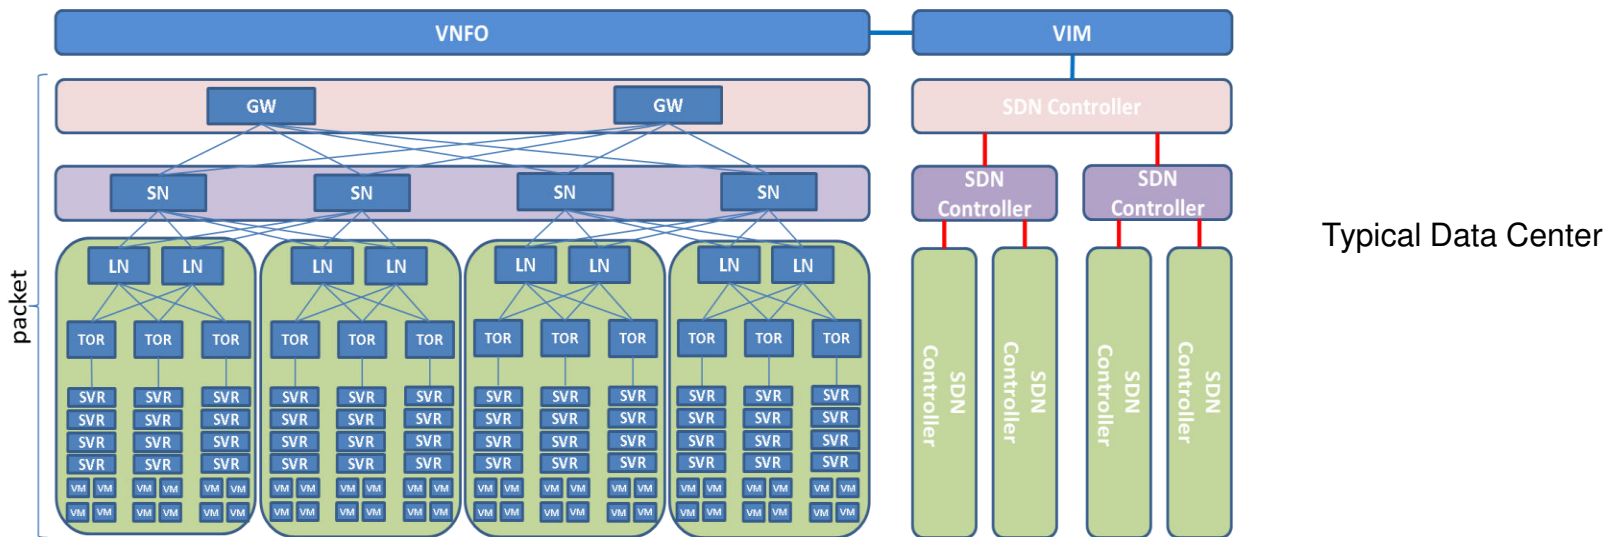 VNFO VIM
GW GW SDN Controller
SN SN SN SN SDN Controller SDN Controller
LN LN LN LN LN LN LN LN
TOR TOR TOR TOR TOR TOR TOR TOR TOR TOR TOR TOR
SVR SVR SVR SVR SVR SVR SVR SVR SVR SVR SVR SVR
SVR SVR SVR SVR SVR SVR SVR SVR SVR SVR SVR SVR
SVR SVR SVR SVR SVR SVR SVR SVR SVR SVR SVR SVR
SVR SVR SVR SVR SVR SVR SVR SVR SVR SVR SVR SVR
VM VM VM VM VM VM VM VM VM VM VM VM VM VM VM VM VM VM VM VM VM VM VM VM
VM VM VM VM VM VM VM VM VM VM VM VM VM VM VM VM VM VM VM VM VM VM VM VM
packet
SDN Controller
SDN Controller
SDN Controller
SDN Controller
Typical Data Center